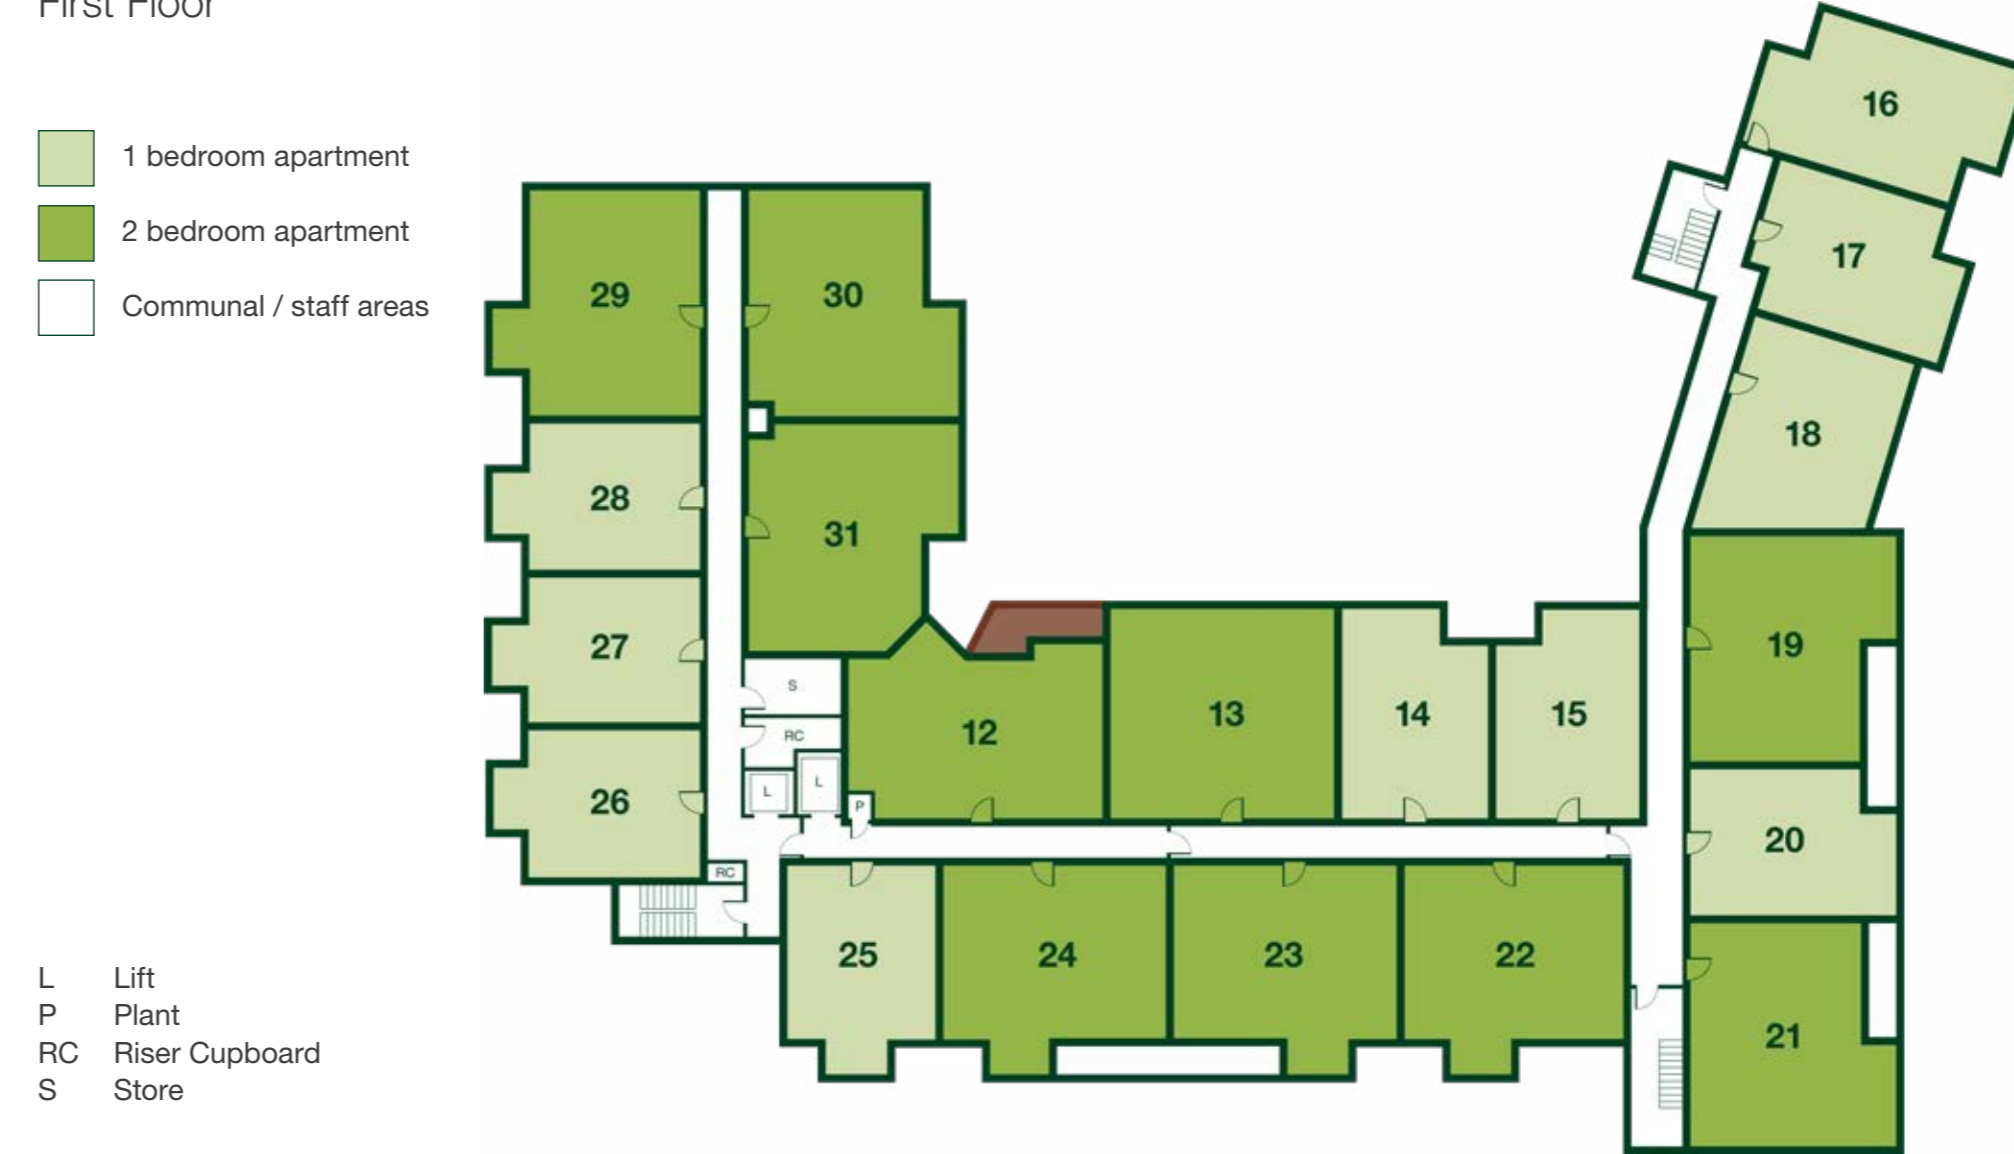 First Floor
1 bedroom apartment
2 bedroom apartment
Communal / staff areas
L Lift
P Plant
RC Riser Cupboard
S Store
16
17
18
29
30
28
31
27
26
S
RC
L
L
P
RC
12
13
14
15
19
20
21
25
24
23
22